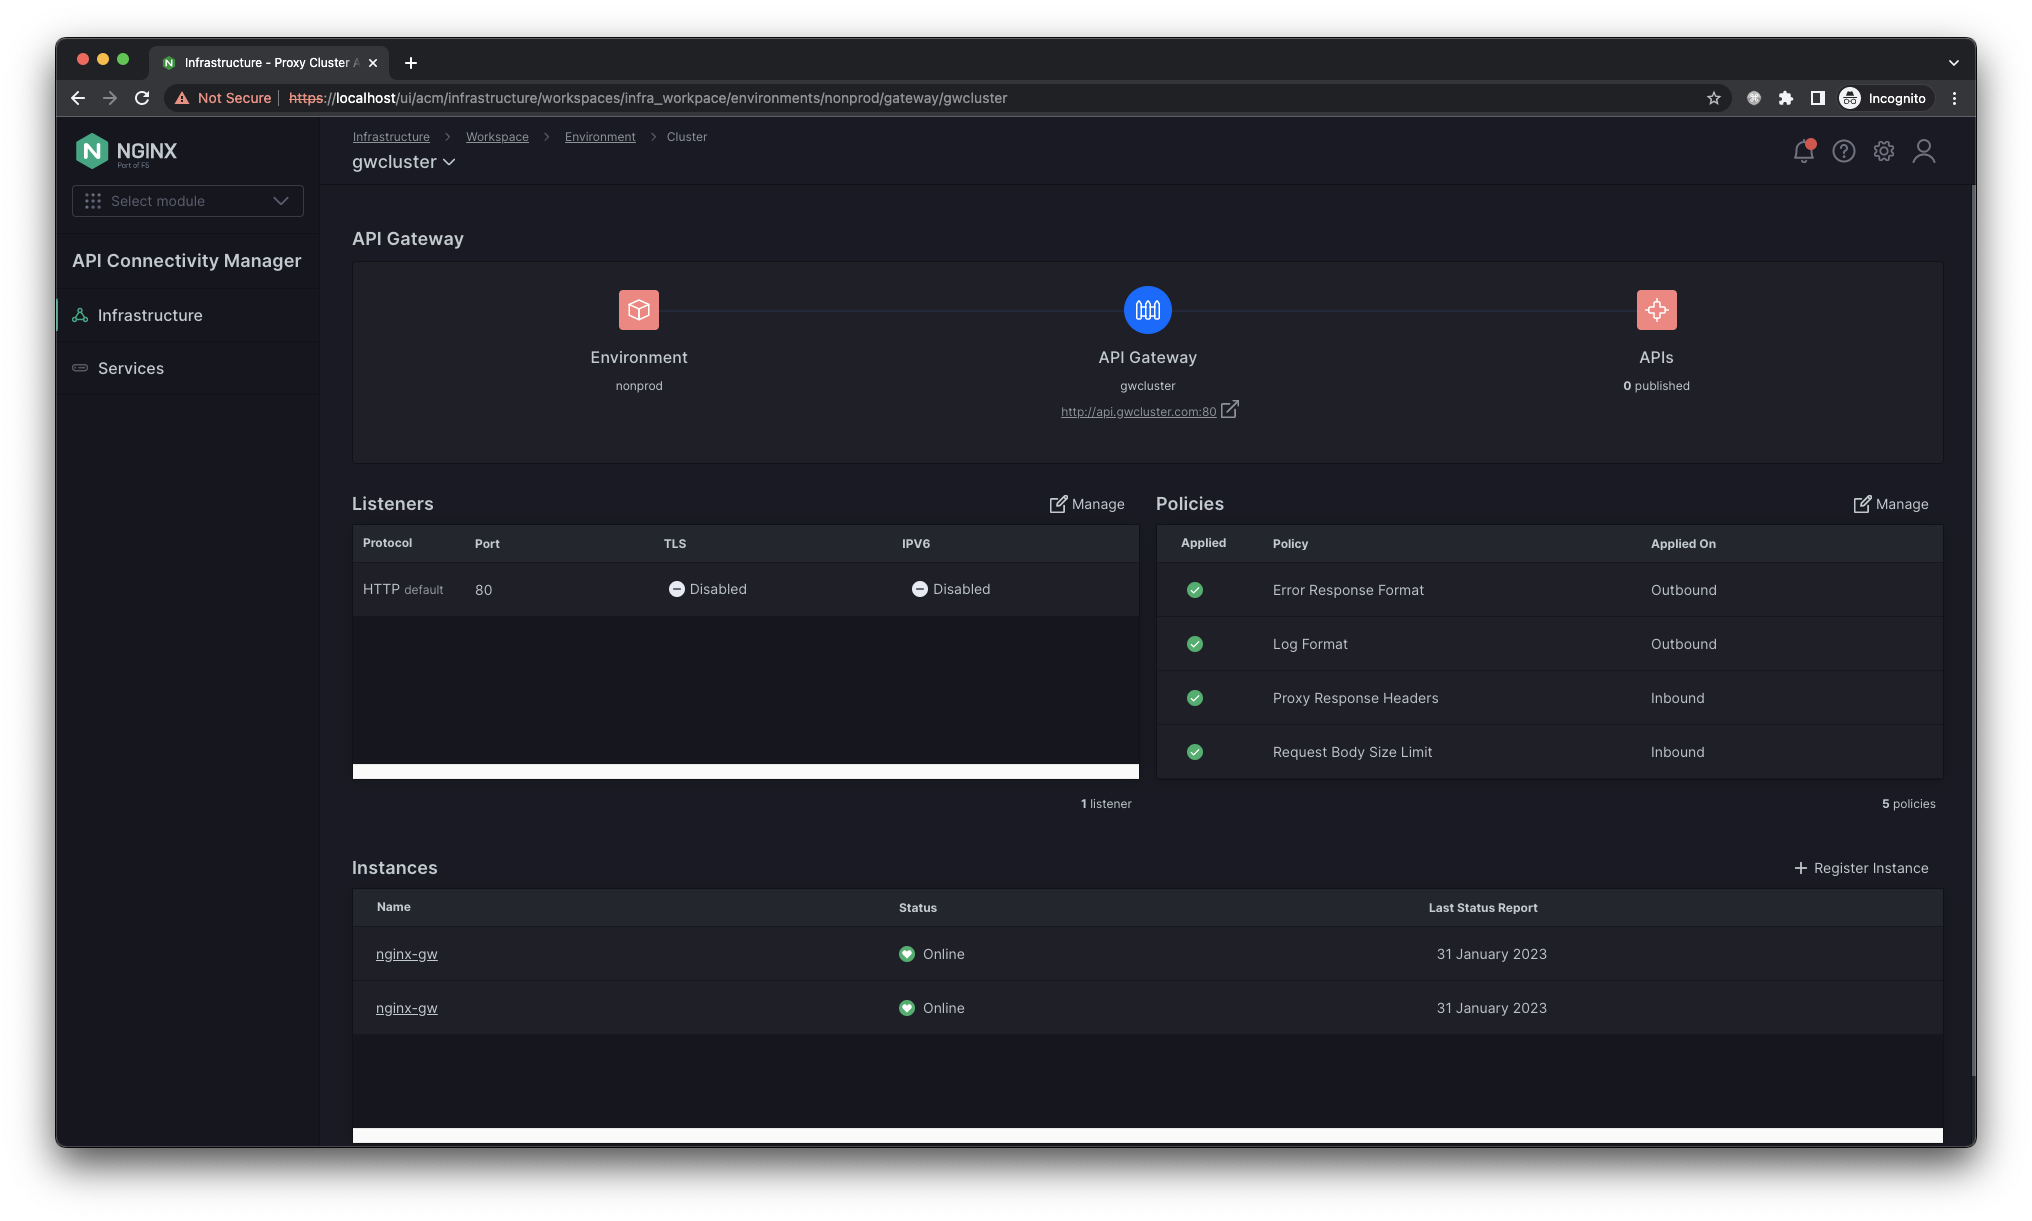 Infrastructure - Proxy Cluster A
Not Secure https://localhost/ui/acm/infrastructure/workspaces/infra_workpace/environments/nonprod/gateway/gwcluster Incognito
NGINX
Part of F5
Select module
API Connectivity Manager
Infrastructure
Services
Infrastructure > Workspace > Environment > Cluster
gwcluster
API Gateway
Environment
nonprod
API Gateway
gwcluster
http://api.gwcluster.com:80
APIs
0 published
Listeners Manage
Protocol Port TLS IPV6
HTTP default 80 Disabled Disabled
1 listener
Policies Manage
Applied Policy Applied On
Error Response Format Outbound
Log Format Outbound
Proxy Response Headers Inbound
Request Body Size Limit Inbound
5 policies
Instances + Register Instance
Name Status Last Status Report
nginx-gw Online 31 January 2023
nginx-gw Online 31 January 2023